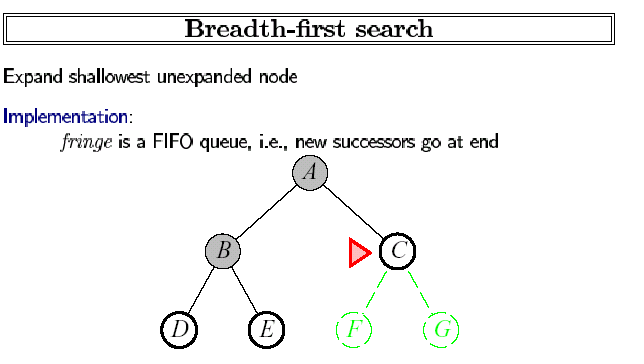 Breadth-first search
Expand shallowest unexpanded node
Implementation:
fringe is a FIFO queue, i.e., new successors go at end
A
B
C
D
E
F
G